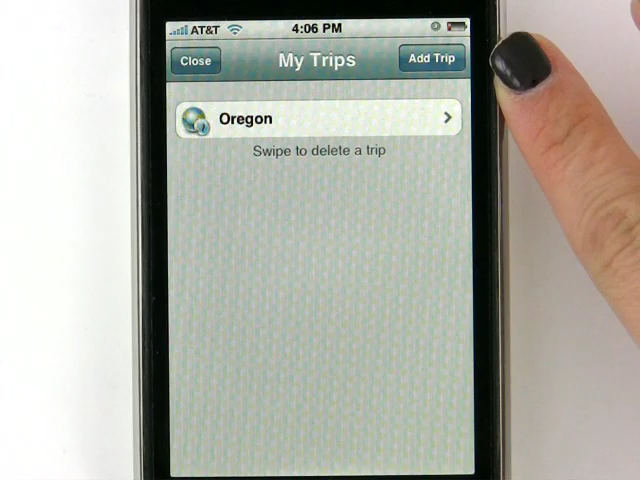 AT&T 4:06 PM
Close My Trips Add Trip
Oregon
Swipe to delete a trip